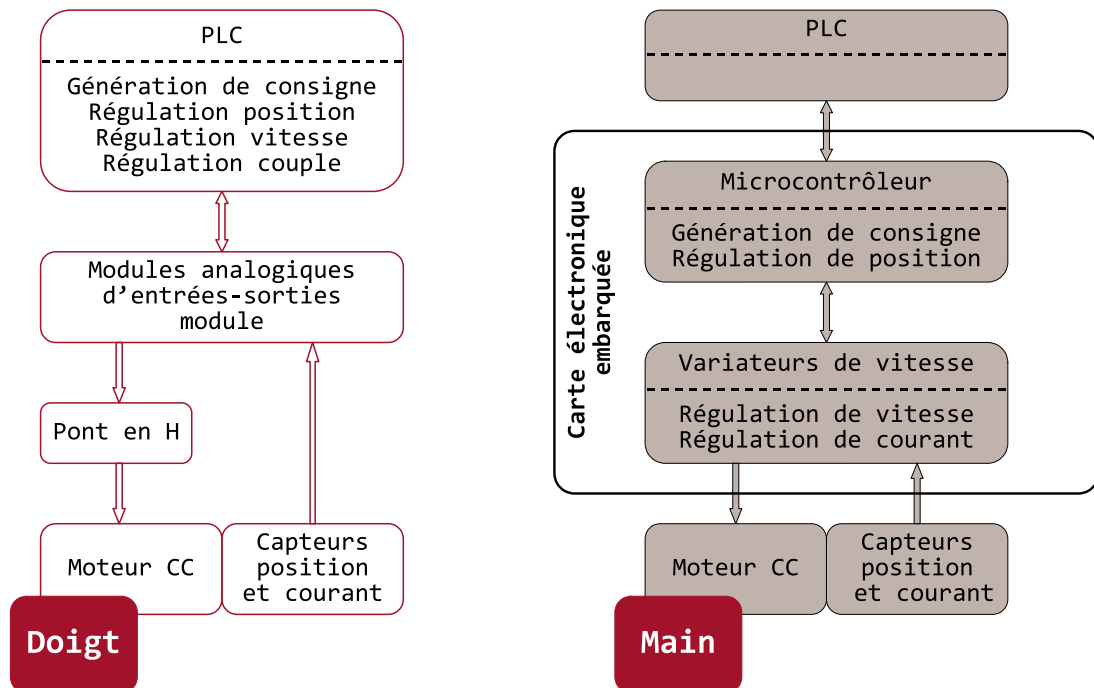 PLC
Génération de consigne
Régulation position
Régulation vitesse
Régulation couple
Modules analogiques
d’entrées-sorties
module
Pont en H
Moteur CC
Capteurs
position
et courant
Doigt
PLC
Carte électronique
embarquée
Microcontrôleur
Génération de consigne
Régulation de position
Variateurs de vitesse
Régulation de vitesse
Régulation de courant
Moteur CC
Capteurs
position
et courant
Main